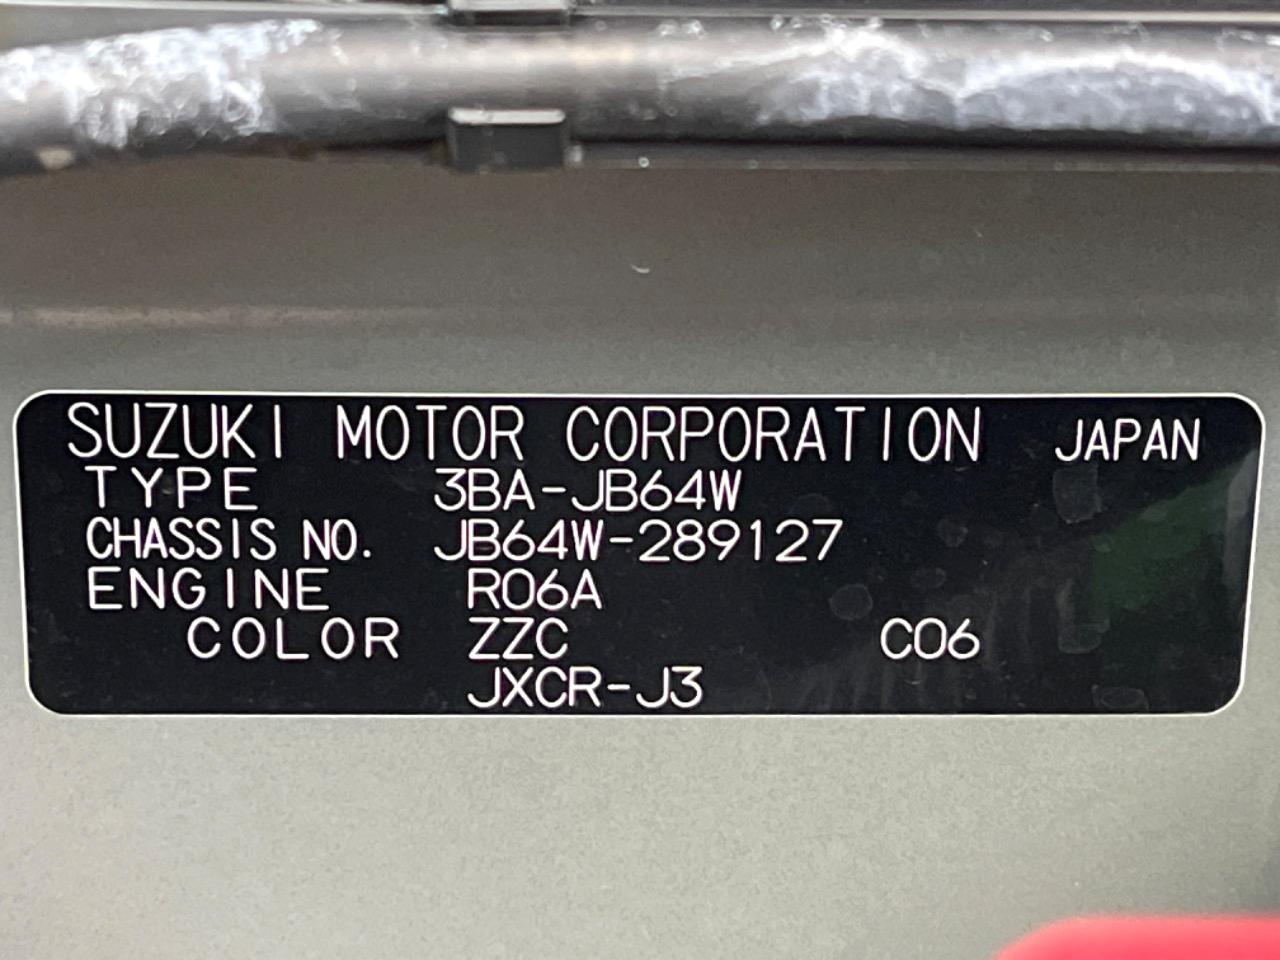 SUZUKI MOTOR CORPORATION JAPAN
TYPE 3BA-JB64W
CHASSIS NO. JB64W-289127
ENGINE R06A
COLOR ZZC C06
JXCR-J3